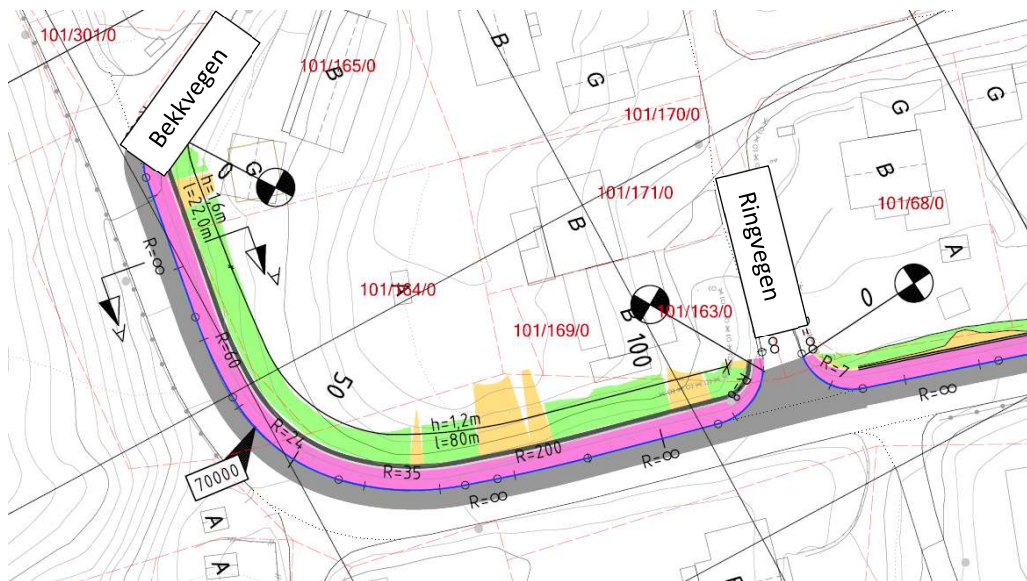 101/301/0
Bekkvegen
101/165/0
B
B
G
101/170/0
G
G
B
0
G
h=1,6m
l=22,0m
101/171/0
Ringvegen
101/68/0
B
A
A
A
R=∞
101/164/0
A
0
101/163/0
101/169/0
B
100
R=60
50
R=7
R=8
R=∞
h=1,2m
l=80m
R=24
R=35
R=200
R=∞
R=∞
70000
A
A